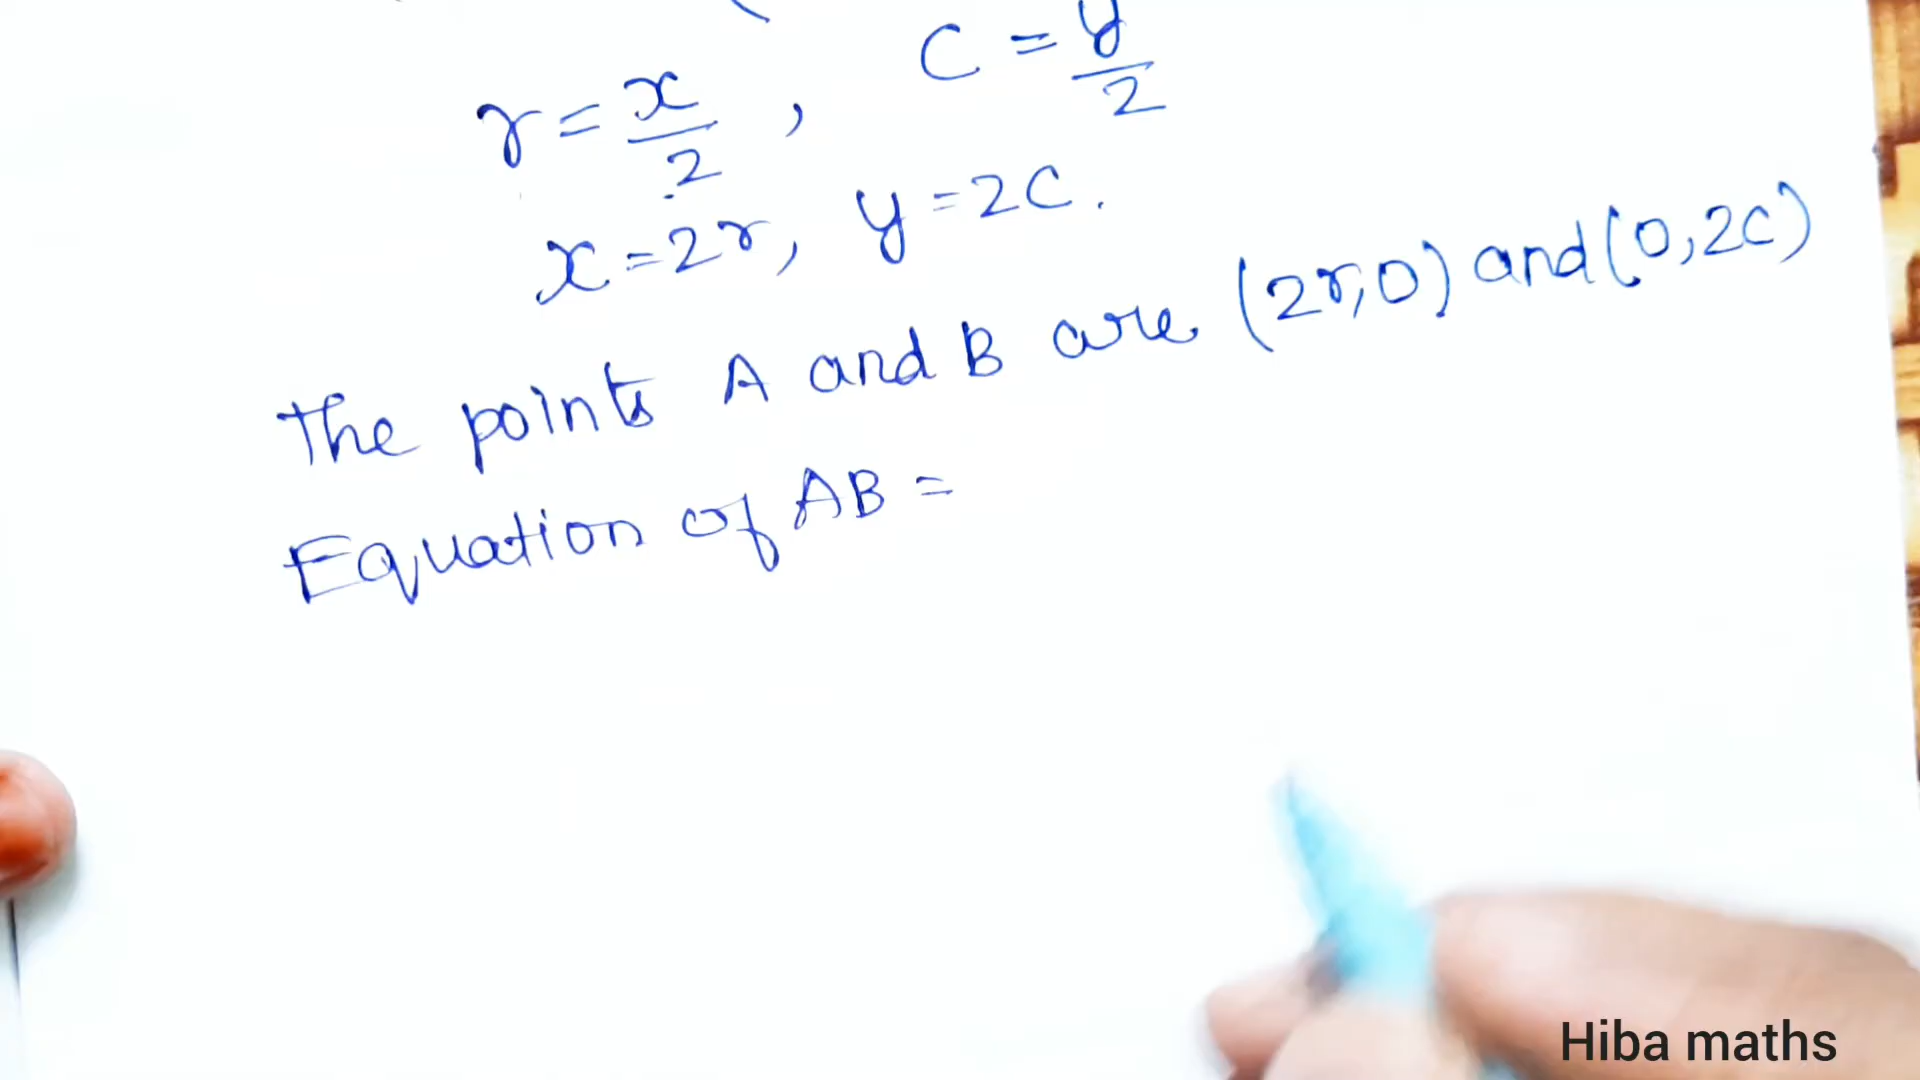 r = x/2 , C = y/2
x = 2r, y = 2C.
The points A and B are (2r,0) and (0,2C)
Equation of AB =
Hiba maths